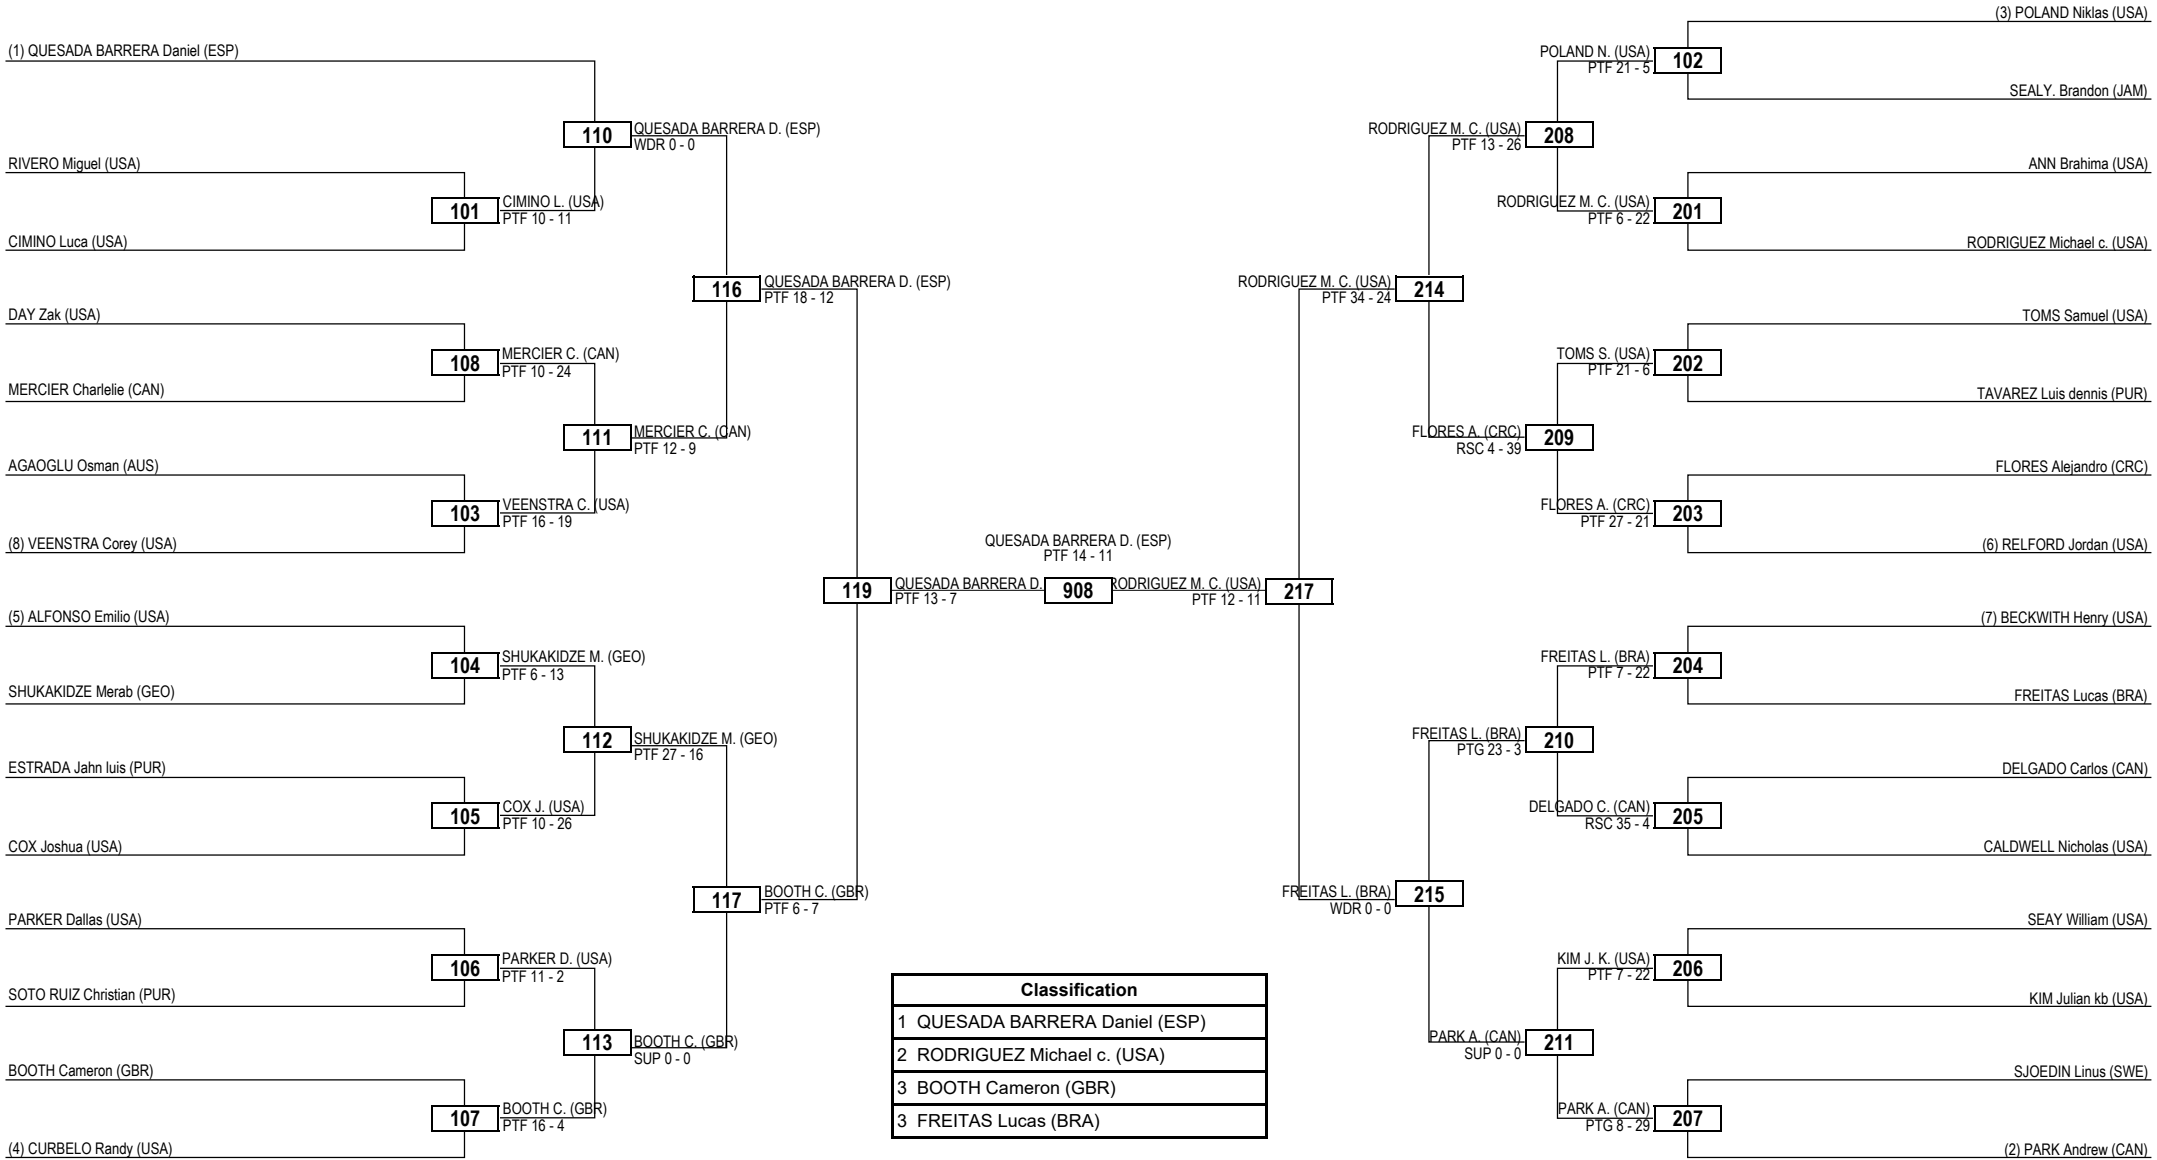 (1) QUESADA BARRERA Daniel (ESP)
RIVERO Miguel (USA)
CIMINO Luca (USA)
DAY Zak (USA)
MERCIER Charlelie (CAN)
AGAOGLU Osman (AUS)
(8) VEENSTRA Corey (USA)
(5) ALFONSO Emilio (USA)
SHUKAKIDZE Merab (GEO)
ESTRADA Jahn luis (PUR)
COX Joshua (USA)
PARKER Dallas (USA)
SOTO RUIZ Christian (PUR)
BOOTH Cameron (GBR)
(4) CURBELO Randy (USA)
101
CIMINO L. (USA)
PTF 10 - 11
108
MERCIER C. (CAN)
PTF 10 - 24
103
VEENSTRA C. (USA)
PTF 16 - 19
104
SHUKAKIDZE M. (GEO)
PTF 6 - 13
105
COX J. (USA)
PTF 10 - 26
106
PARKER D. (USA)
PTF 11 - 2
107
BOOTH C. (GBR)
PTF 16 - 4
110
QUESADA BARRERA D. (ESP)
WDR 0 - 0
111
MERCIER C. (CAN)
PTF 12 - 9
112
SHUKAKIDZE M. (GEO)
PTF 27 - 16
113
BOOTH C. (GBR)
SUP 0 - 0
116
QUESADA BARRERA D. (ESP)
PTF 18 - 12
117
BOOTH C. (GBR)
PTF 6 - 7
119
QUESADA BARRERA D.
PTF 13 - 7
QUESADA BARRERA D. (ESP)
PTF 14 - 11
908
RODRIGUEZ M. C. (USA)
PTF 12 - 11
217
RODRIGUEZ M. C. (USA)
PTF 34 - 24
214
FREITAS L. (BRA)
WDR 0 - 0
215
RODRIGUEZ M. C. (USA)
PTF 13 - 26
208
FLORES A. (CRC)
RSC 4 - 39
209
FREITAS L. (BRA)
PTG 23 - 3
210
PARK A. (CAN)
SUP 0 - 0
211
POLAND N. (USA)
PTF 21 - 5
102
RODRIGUEZ M. C. (USA)
PTF 6 - 22
201
TOMS S. (USA)
PTF 21 - 6
202
FLORES A. (CRC)
PTF 27 - 21
203
FREITAS L. (BRA)
PTF 7 - 22
204
DELGADO C. (CAN)
RSC 35 - 4
205
KIM J. K. (USA)
PTF 7 - 22
206
PARK A. (CAN)
PTG 8 - 29
207
(3) POLAND Niklas (USA)
SEALY. Brandon (JAM)
ANN Brahima (USA)
RODRIGUEZ Michael c. (USA)
TOMS Samuel (USA)
TAVAREZ Luis dennis (PUR)
FLORES Alejandro (CRC)
(6) RELFORD Jordan (USA)
(7) BECKWITH Henry (USA)
FREITAS Lucas (BRA)
DELGADO Carlos (CAN)
CALDWELL Nicholas (USA)
SEAY William (USA)
KIM Julian kb (USA)
SJOEDIN Linus (SWE)
(2) PARK Andrew (CAN)
Classification
1 QUESADA BARRERA Daniel (ESP)
2 RODRIGUEZ Michael c. (USA)
3 BOOTH Cameron (GBR)
3 FREITAS Lucas (BRA)